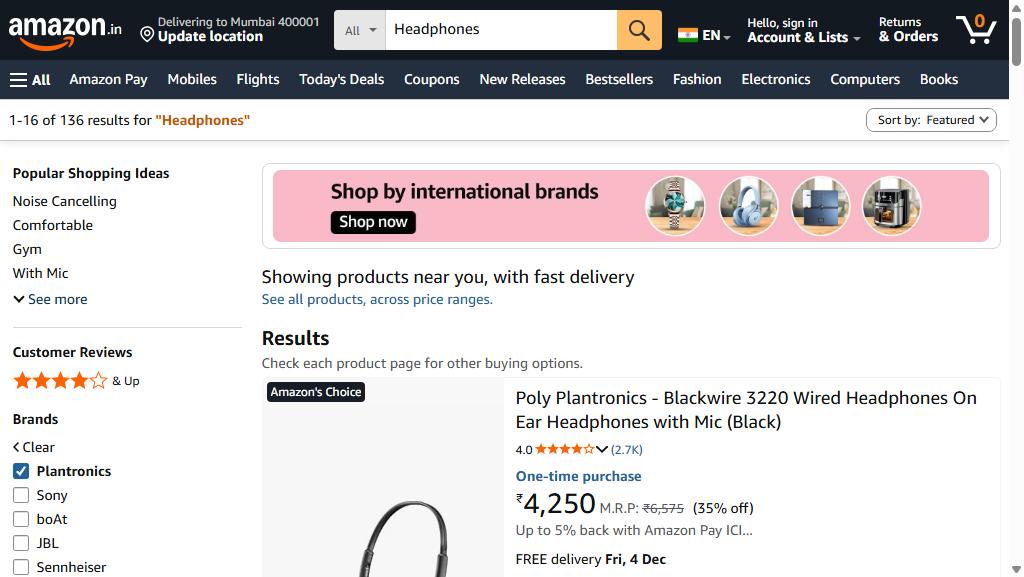 amazon.in
Delivering to Mumbai 400001
Update location
All
Headphones
EN
Hello, sign in
Account & Lists
Returns
& Orders
0
All
Amazon Pay
Mobiles
Flights
Today's Deals
Coupons
New Releases
Bestsellers
Fashion
Electronics
Computers
Books
1-16 of 136 results for "Headphones"
Sort by: Featured
Popular Shopping Ideas
Noise Cancelling
Comfortable
Gym
With Mic
See more
Customer Reviews
& Up
Brands
Clear
Plantronics
Sony
boAt
JBL
Sennheiser
Shop by international brands
Shop now
Showing products near you, with fast delivery
See all products, across price ranges.
Results
Check each product page for other buying options.
Amazon's Choice
Poly Plantronics - Blackwire 3220 Wired Headphones On
Ear Headphones with Mic (Black)
4.0 (2.7K)
One-time purchase
₹4,250 M.R.P: ₹6,575 (35% off)
Up to 5% back with Amazon Pay ICI...
FREE delivery Fri, 4 Dec